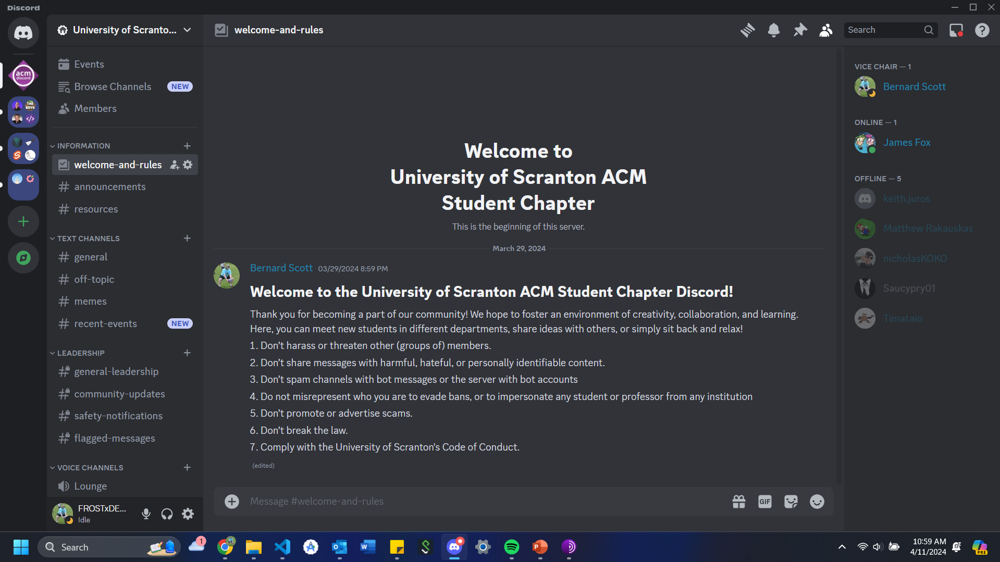 Discord
University of Scranto...
welcome-and-rules
Search
acm
discord
THE
BOYS
</>
Events
Browse Channels
NEW
Members
INFORMATION
welcome-and-rules
announcements
resources
TEXT CHANNELS
general
off-topic
memes
recent-events
NEW
LEADERSHIP
general-leadership
community-updates
safety-notifications
flagged-messages
VOICE CHANNELS
Lounge
FROSTxDE...
Idle
Welcome to
University of Scranton ACM
Student Chapter
This is the beginning of this server.
March 29, 2024
Bernard Scott 03/29/2024 8:59 PM
Welcome to the University of Scranton ACM Student Chapter Discord!
Thank you for becoming a part of our community! We hope to foster an environment of creativity, collaboration, and learning.
Here, you can meet new students in different departments, share ideas with others, or simply sit back and relax!
1. Don’t harass or threaten other (groups of) members.
2. Don’t share messages with harmful, hateful, or personally identifiable content.
3. Don’t spam channels with bot messages or the server with bot accounts
4. Do not misrepresent who you are to evade bans, or to impersonate any student or professor from any institution
5. Don’t promote or advertise scams.
6. Don’t break the law.
7. Comply with the University of Scranton's Code of Conduct.
(edited)
Message #welcome-and-rules
GIF
VICE CHAIR — 1
Bernard Scott
ONLINE — 1
James Fox
OFFLINE — 5
keith.juros
Matthew Rakauskas
nicholasKOKO
Saucypry01
Timataio
Search
1
10:59 AM
4/11/2024
PRE